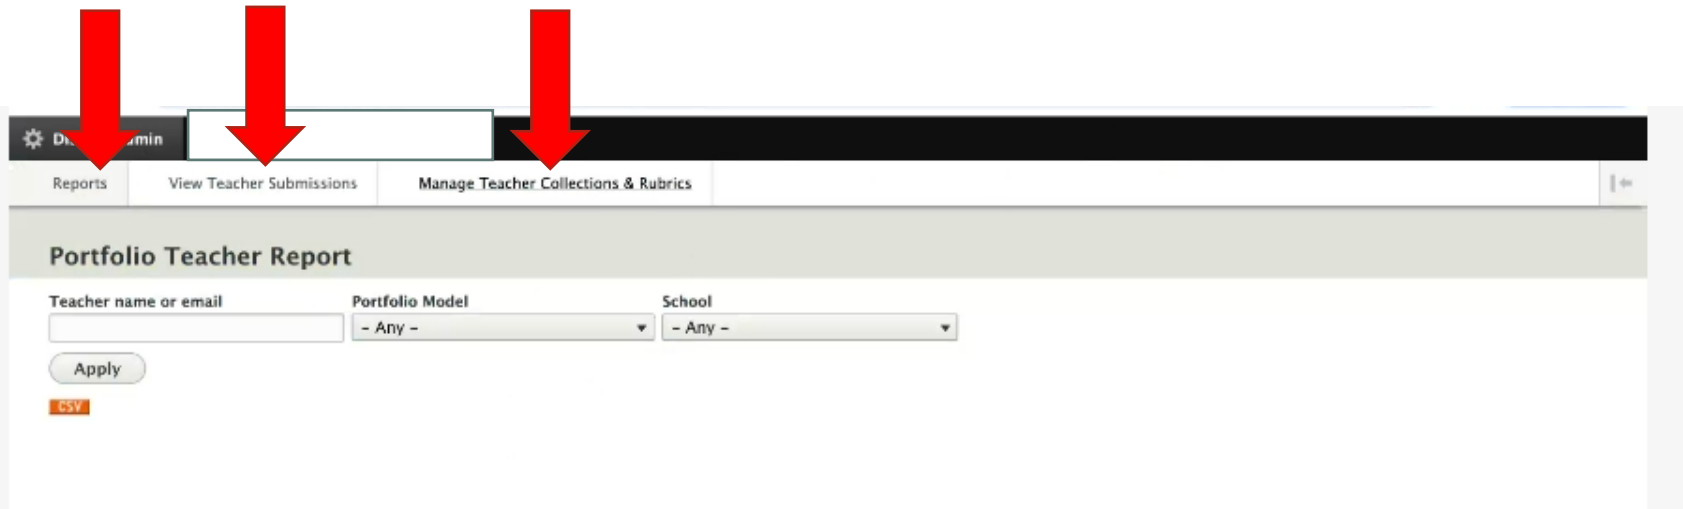 Reports View Teacher Submissions Manage Teacher Collections & Rubrics
Portfolio Teacher Report
Teacher name or email Portfolio Model School
- Any - - Any -
Apply
CSV